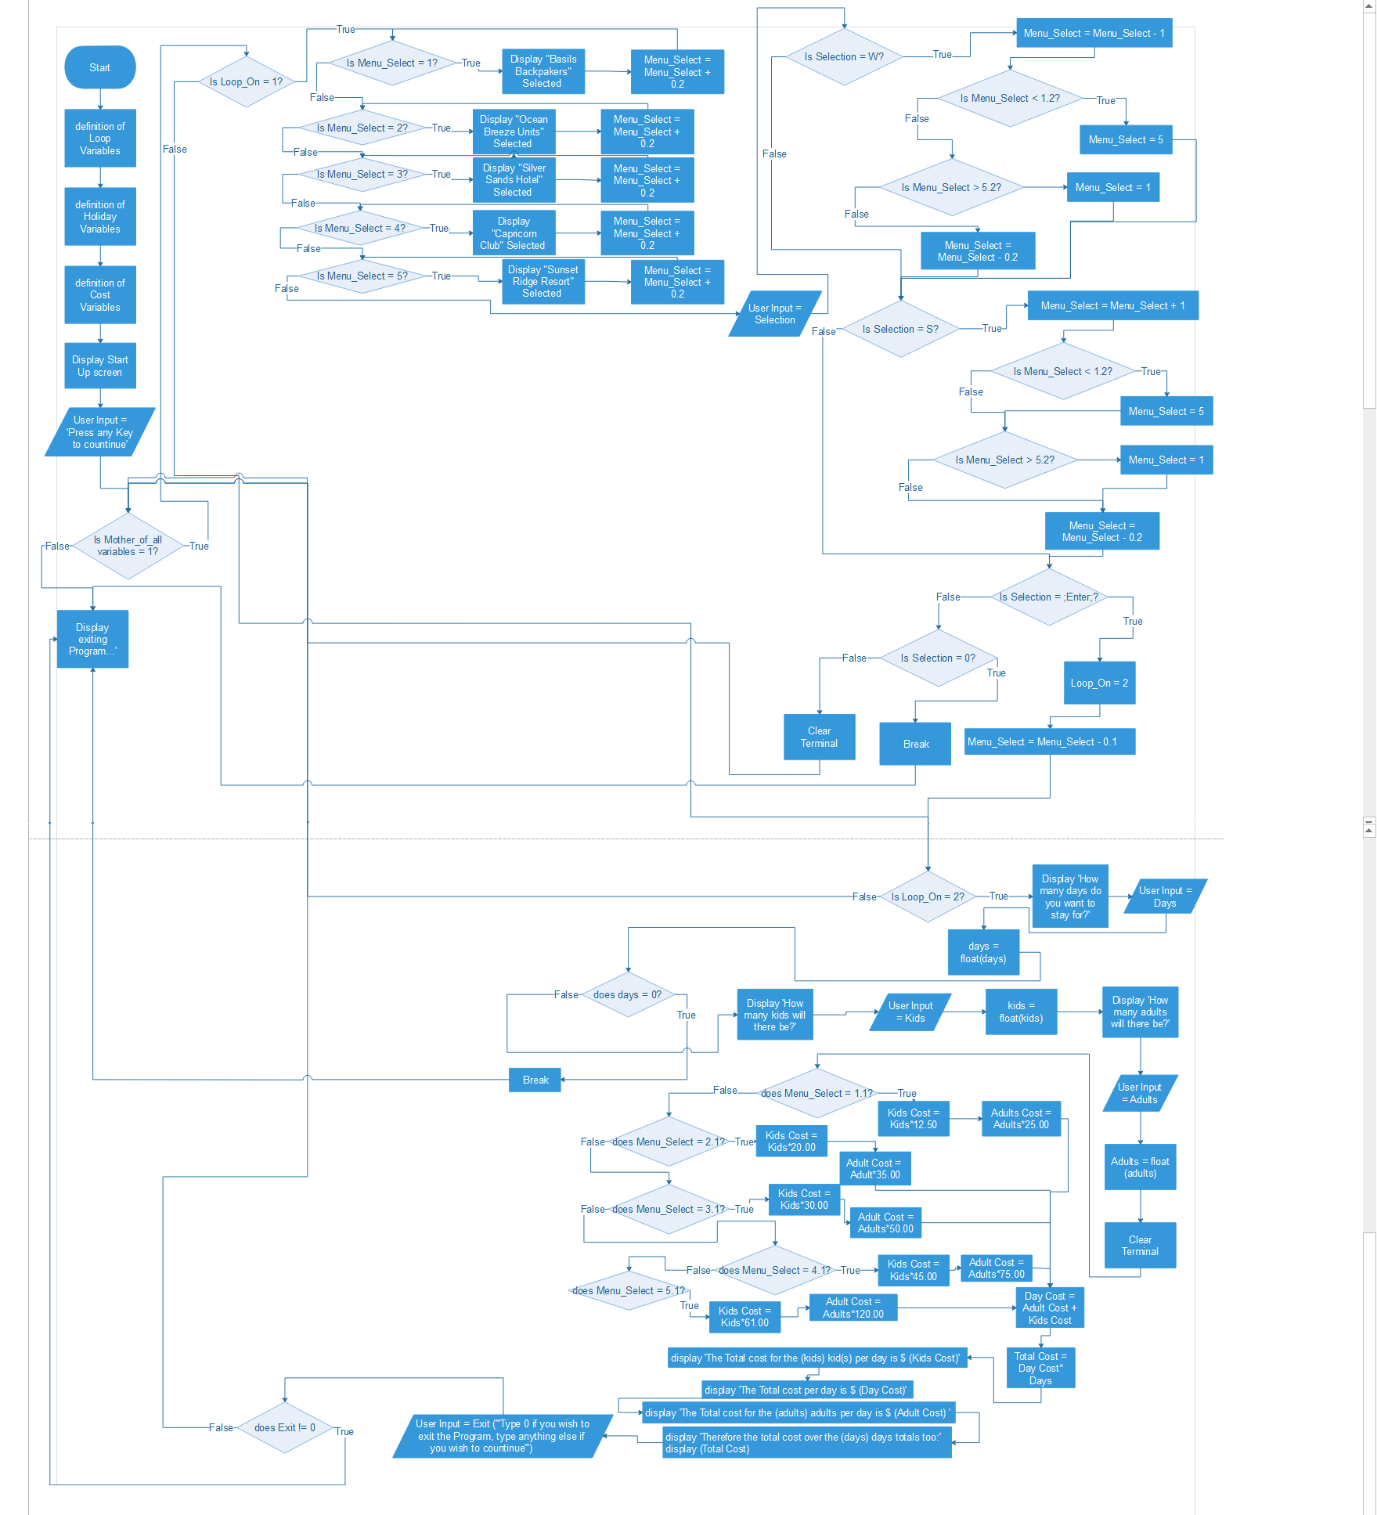 Start
definition of
Loop
Variables
definition of
Holiday
Variables
definition of
Cost
Variables
Display Start
Up screen
User Input =
'Press any Key
to countinue'
Is Mother_of_all
variables = 1?
False
True
Display
exiting
Program...'
Is Loop_On = 1?
True
False
Is Menu_Select = 1?
True
False
Display "Basils
Backpakers"
Selected
Menu_Select =
Menu_Select +
0.2
Is Menu_Select = 2?
True
False
Display "Ocean
Breeze Units"
Selected
Menu_Select =
Menu_Select +
0.2
Is Menu_Select = 3?
True
False
Display "Silver
Sands Hotel"
Selected
Menu_Select =
Menu_Select +
0.2
Is Menu_Select = 4?
True
False
Display
"Capricorn
Club" Selected
Menu_Select =
Menu_Select +
0.2
Is Menu_Select = 5?
True
False
Display "Sunset
Ridge Resort"
Selected
Menu_Select =
Menu_Select +
0.2
User Input =
Selection
Is Selection = W?
True
False
Menu_Select = Menu_Select - 1
Is Menu_Select < 1.2?
True
False
Menu_Select = 5
Is Menu_Select > 5.2?
Menu_Select = 1
False
Menu_Select =
Menu_Select - 0.2
Is Selection = S?
True
False
Menu_Select = Menu_Select + 1
Is Menu_Select < 1.2?
True
False
Menu_Select = 5
Is Menu_Select > 5.2?
Menu_Select = 1
False
Menu_Select =
Menu_Select - 0.2
Is Selection = ;Enter;?
False
True
Is Selection = 0?
False
True
Loop_On = 2
Clear
Terminal
Break
Menu_Select = Menu_Select - 0.1
Is Loop_On = 2?
False
True
Display 'How
many days do
you want to
stay for?'
User Input =
Days
days =
float(days)
does days = 0?
False
True
Break
Display 'How
many kids will
there be?'
User Input
= Kids
kids =
float(kids)
Display 'How
many adults
will there be?'
User Input
= Adults
Adults = float
(adults)
Clear
Terminal
does Menu_Select = 1.1?
False
True
Kids Cost =
Kids*12.50
Adults Cost =
Adults*25.00
does Menu_Select = 2.1?
False
True
Kids Cost =
Kids*20.00
Adult Cost =
Adult*35.00
does Menu_Select = 3.1?
False
True
Kids Cost =
Kids*30.00
Adult Cost =
Adults*50.00
does Menu_Select = 4.1?
False
True
Kids Cost =
Kids*45.00
Adult Cost =
Adults*75.00
does Menu_Select = 5.1?
True
Kids Cost =
Kids*61.00
Adult Cost =
Adults*120.00
Day Cost =
Adult Cost +
Kids Cost
Total Cost =
Day Cost*
Days
display 'The Total cost for the (kids) kid(s) per day is $ (Kids Cost)'
display 'The Total cost per day is $ (Day Cost)'
display 'The Total cost for the (adults) adults per day is $ (Adult Cost) '
display 'Therefore the total cost over the (days) days totals too:'
display (Total Cost)
User Input = Exit ("Type 0 if you wish to
exit the Program, type anything else if
you wish to countinue'")
does Exit != 0
False
True